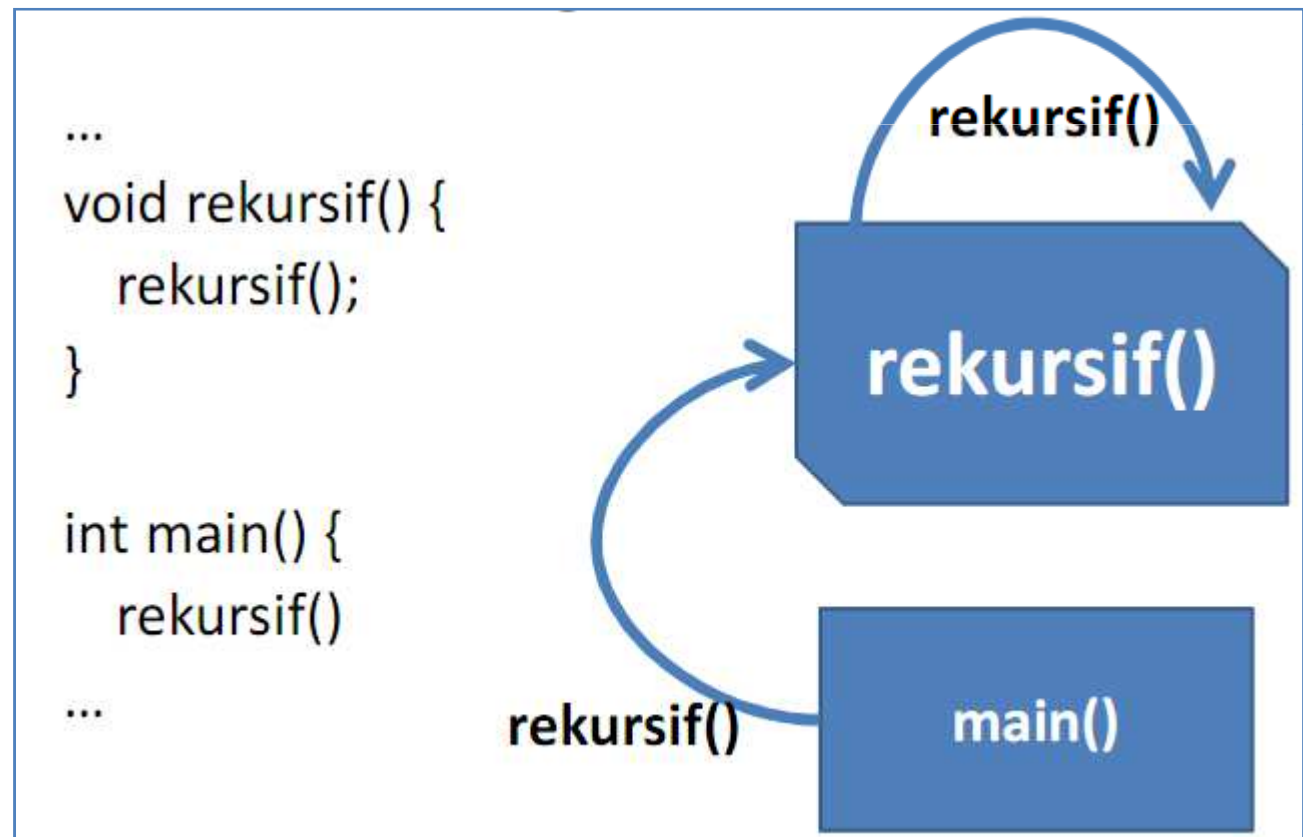 ...
void rekursif() {
rekursif();
}
int main() {
rekursif()
...
rekursif()
rekursif()
rekursif()
main()